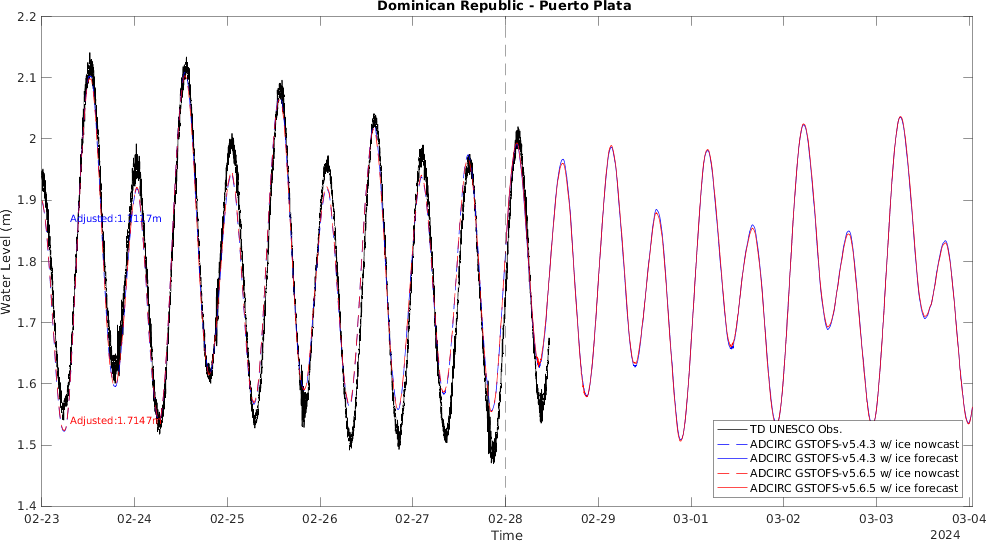 Dominican Republic - Puerto Plata
Water Level (m)
2.2
2.1
2
1.9
1.8
1.7
1.6
1.5
1.4
Adjusted:1.7177m
Adjusted:1.7147m
TD UNESCO Obs.
ADCIRC GSTOFS-v5.4.3 w/ ice nowcast
ADCIRC GSTOFS-v5.4.3 w/ ice forecast
ADCIRC GSTOFS-v5.6.5 w/ ice nowcast
ADCIRC GSTOFS-v5.6.5 w/ ice forecast
02-23 02-24 02-25 02-26 02-27 02-28 02-29 03-01 03-02 03-03 03-04
Time
2024